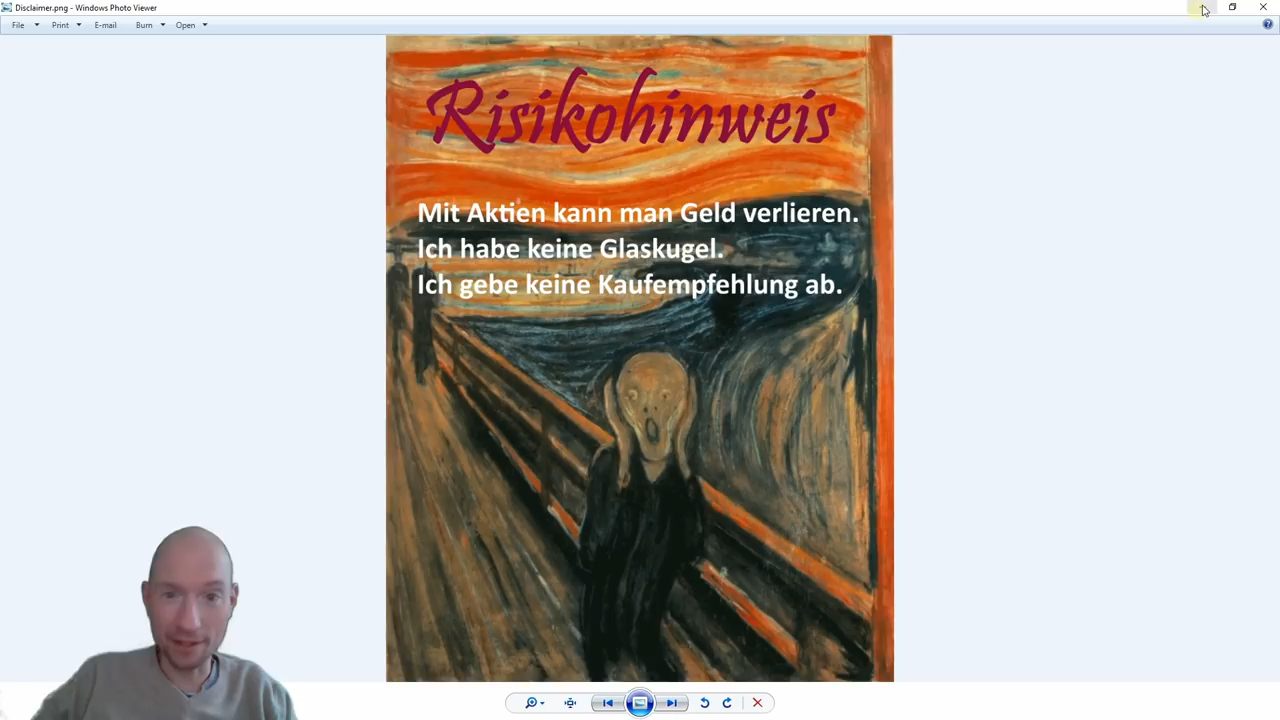 Disclaimer.png - Windows Photo Viewer
File Print E-mail Burn Open
Risikohinweis
Mit Aktien kann man Geld verlieren.
Ich habe keine Glaskugel.
Ich gebe keine Kaufempfehlung ab.